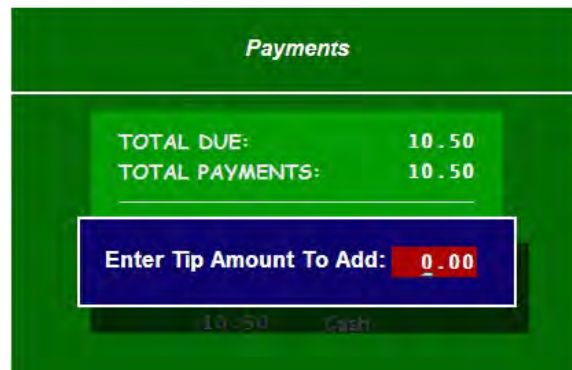 Payments
TOTAL DUE: 10.50
TOTAL PAYMENTS: 10.50
Enter Tip Amount To Add: 0.00
10.50 Cash